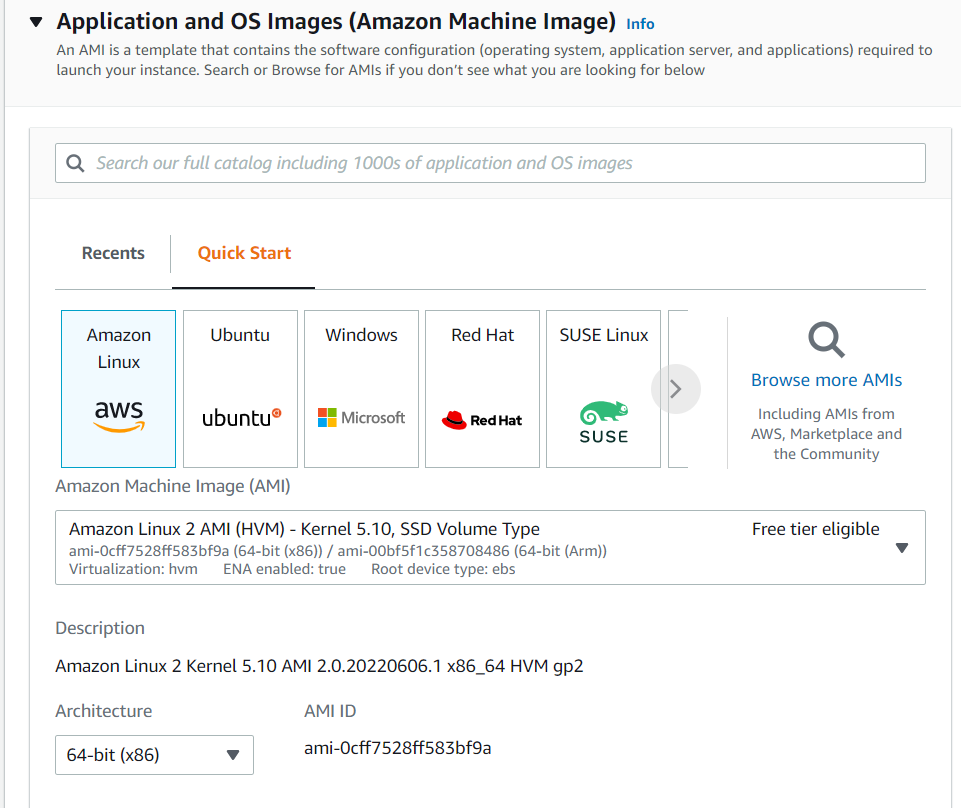 Application and OS Images (Amazon Machine Image) Info
An AMI is a template that contains the software configuration (operating system, application server, and applications) required to
launch your instance. Search or Browse for AMIs if you don’t see what you are looking for below
Search our full catalog including 1000s of application and OS images
Recents
Quick Start
Amazon
Linux
aws
Ubuntu
ubuntu
Windows
Microsoft
Red Hat
Red Hat
SUSE Linux
SUSE
Browse more AMIs
Including AMIs from
AWS, Marketplace and
the Community
Amazon Machine Image (AMI)
Amazon Linux 2 AMI (HVM) - Kernel 5.10, SSD Volume Type
Free tier eligible
ami-0cff7528ff583bf9a (64-bit (x86)) / ami-00bf5f1c358708486 (64-bit (Arm))
Virtualization: hvm ENA enabled: true Root device type: ebs
Description
Amazon Linux 2 Kernel 5.10 AMI 2.0.20220606.1 x86_64 HVM gp2
Architecture
AMI ID
64-bit (x86)
ami-0cff7528ff583bf9a